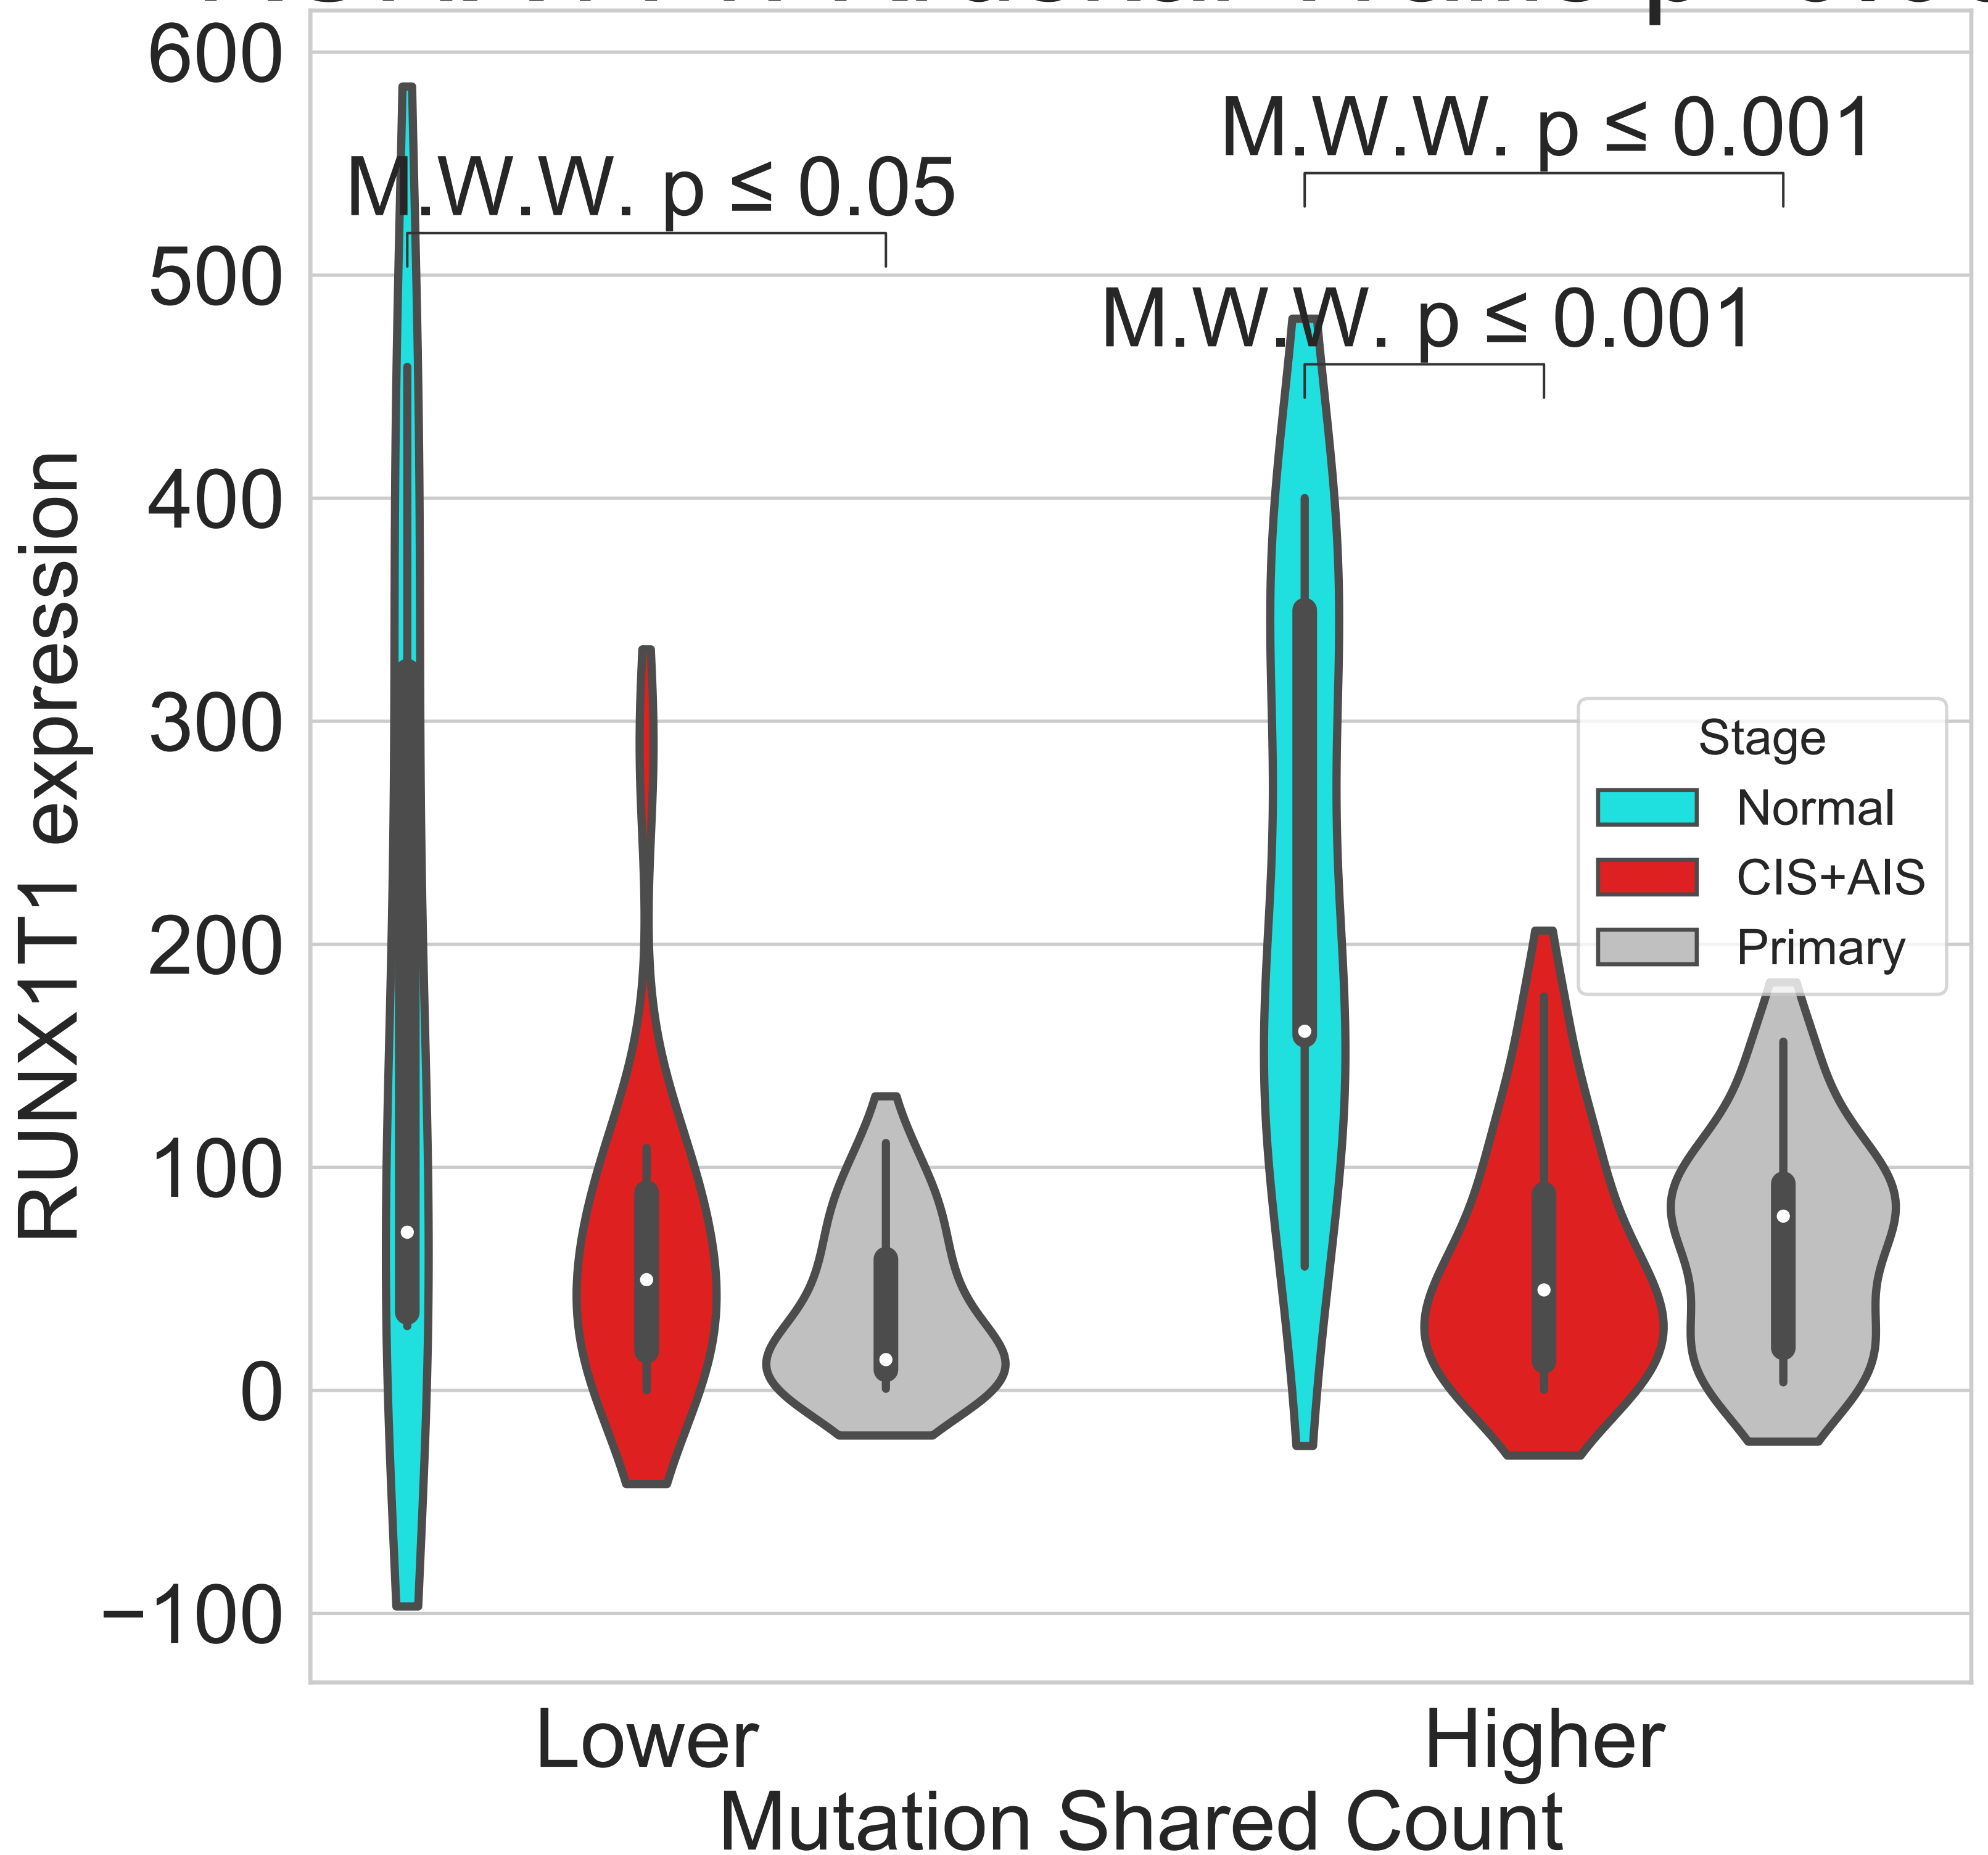 600
500
400
300
200
100
0
−100
RUNX1T1 expression
M.W.W. p ≤ 0.05
M.W.W. p ≤ 0.001
M.W.W. p ≤ 0.001
Stage
Normal
CIS+AIS
Primary
Lower
Higher
Mutation Shared Count